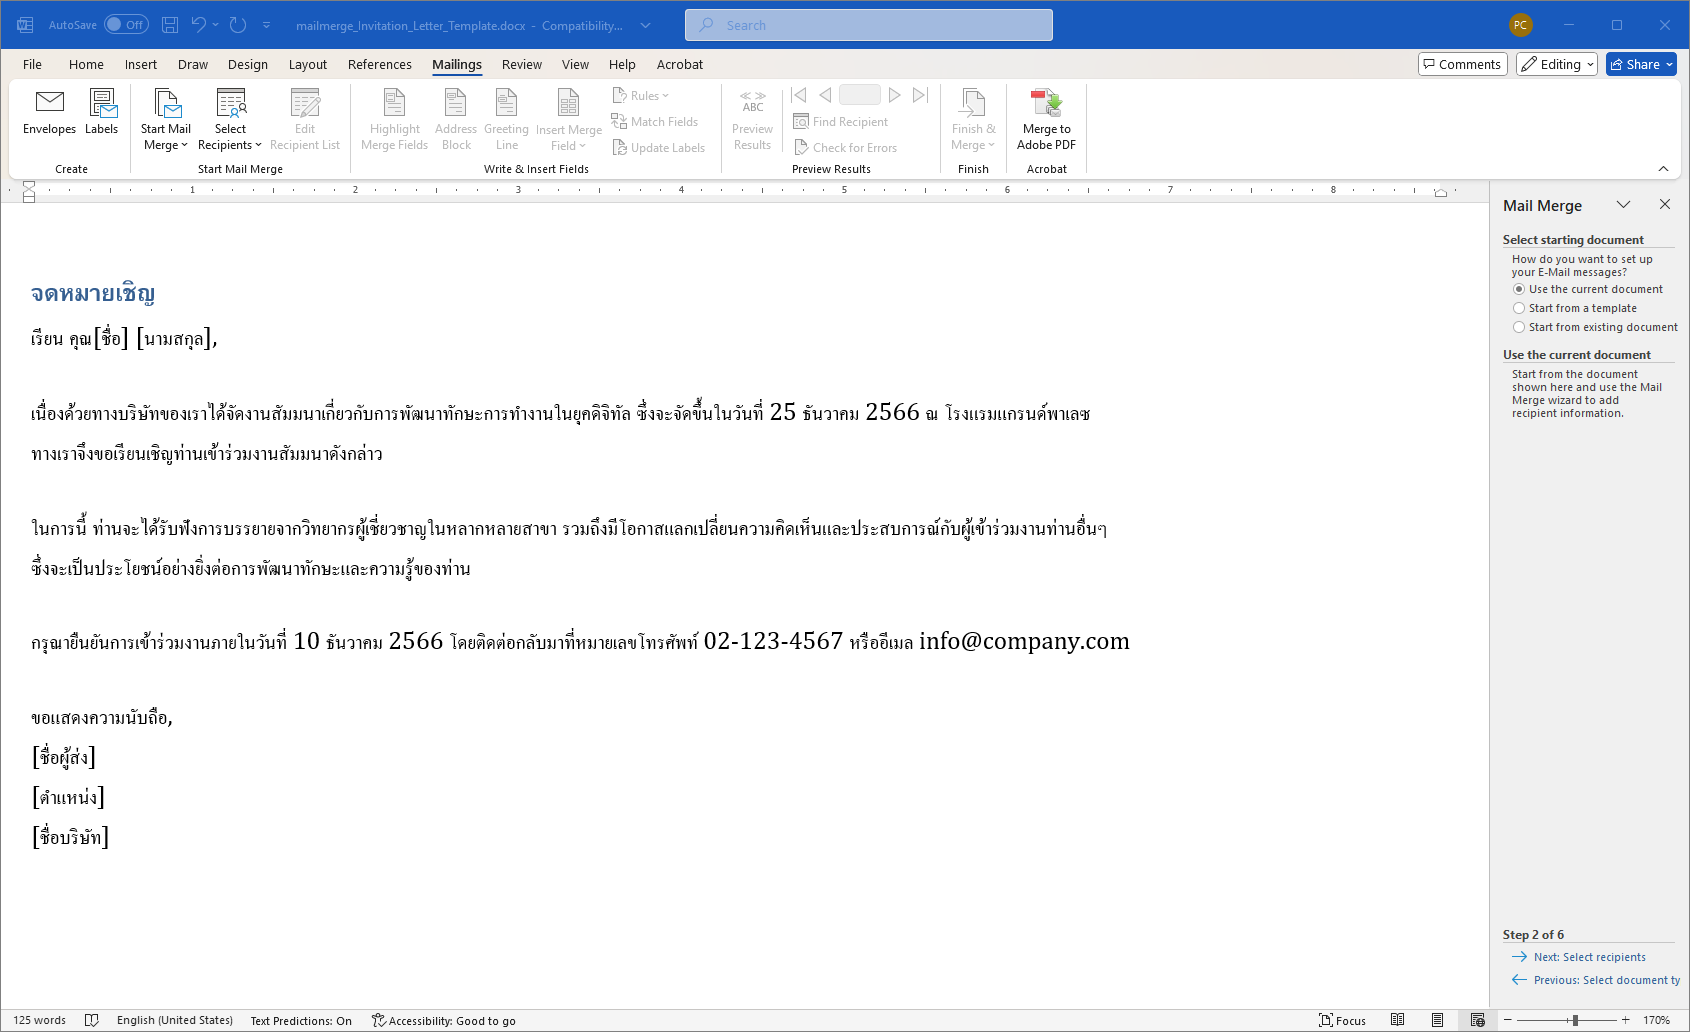 AutoSave Off mailmerge_Invitation_Letter_Template.docx - Compatibility... Search PC
File Home Insert Draw Design Layout References Mailings Review View Help Acrobat Comments Editing Share
Envelopes Labels
Create
Start Mail Merge Select Recipients Edit Recipient List
Start Mail Merge
Highlight Merge Fields Address Block Greeting Line Insert Merge Field
Rules
Match Fields
Update Labels
Write & Insert Fields
ABC
Preview Results
Find Recipient
Check for Errors
Preview Results
Finish & Merge
Finish
Merge to Adobe PDF
Acrobat
1 2 3 4 5 6 7 8
จดหมายเชิญ
เรียน คุณ[ชื่อ] [นามสกุล],
เนื่องด้วยทางบริษัทของเราได้จัดงานสัมมนาเกี่ยวกับการพัฒนาทักษะการทำงานในยุคดิจิทัล ซึ่งจะจัดขึ้นในวันที่ 25 ธันวาคม 2566 ณ โรงแรมแกรนด์พาเลซ
ทางเราจึงขอเรียนเชิญท่านเข้าร่วมงานสัมมนาดังกล่าว
ในการนี้ ท่านจะได้รับฟังการบรรยายจากวิทยากรผู้เชี่ยวชาญในหลากหลายสาขา รวมถึงมีโอกาสแลกเปลี่ยนความคิดเห็นและประสบการณ์กับผู้เข้าร่วมงานท่านอื่นๆ
ซึ่งจะเป็นประโยชน์อย่างยิ่งต่อการพัฒนาทักษะและความรู้ของท่าน
กรุณายืนยันการเข้าร่วมงานภายในวันที่ 10 ธันวาคม 2566 โดยติดต่อกลับมาที่หมายเลขโทรศัพท์ 02-123-4567 หรืออีเมล info@company.com
ขอแสดงความนับถือ,
[ชื่อผู้ส่ง]
[ตำแหน่ง]
[ชื่อบริษัท]
Mail Merge
Select starting document
How do you want to set up
your E-Mail messages?
Use the current document
Start from a template
Start from existing document
Use the current document
Start from the document
shown here and use the Mail
Merge wizard to add
recipient information.
Step 2 of 6
Next: Select recipients
Previous: Select document ty
125 words English (United States) Text Predictions: On Accessibility: Good to go Focus 170%